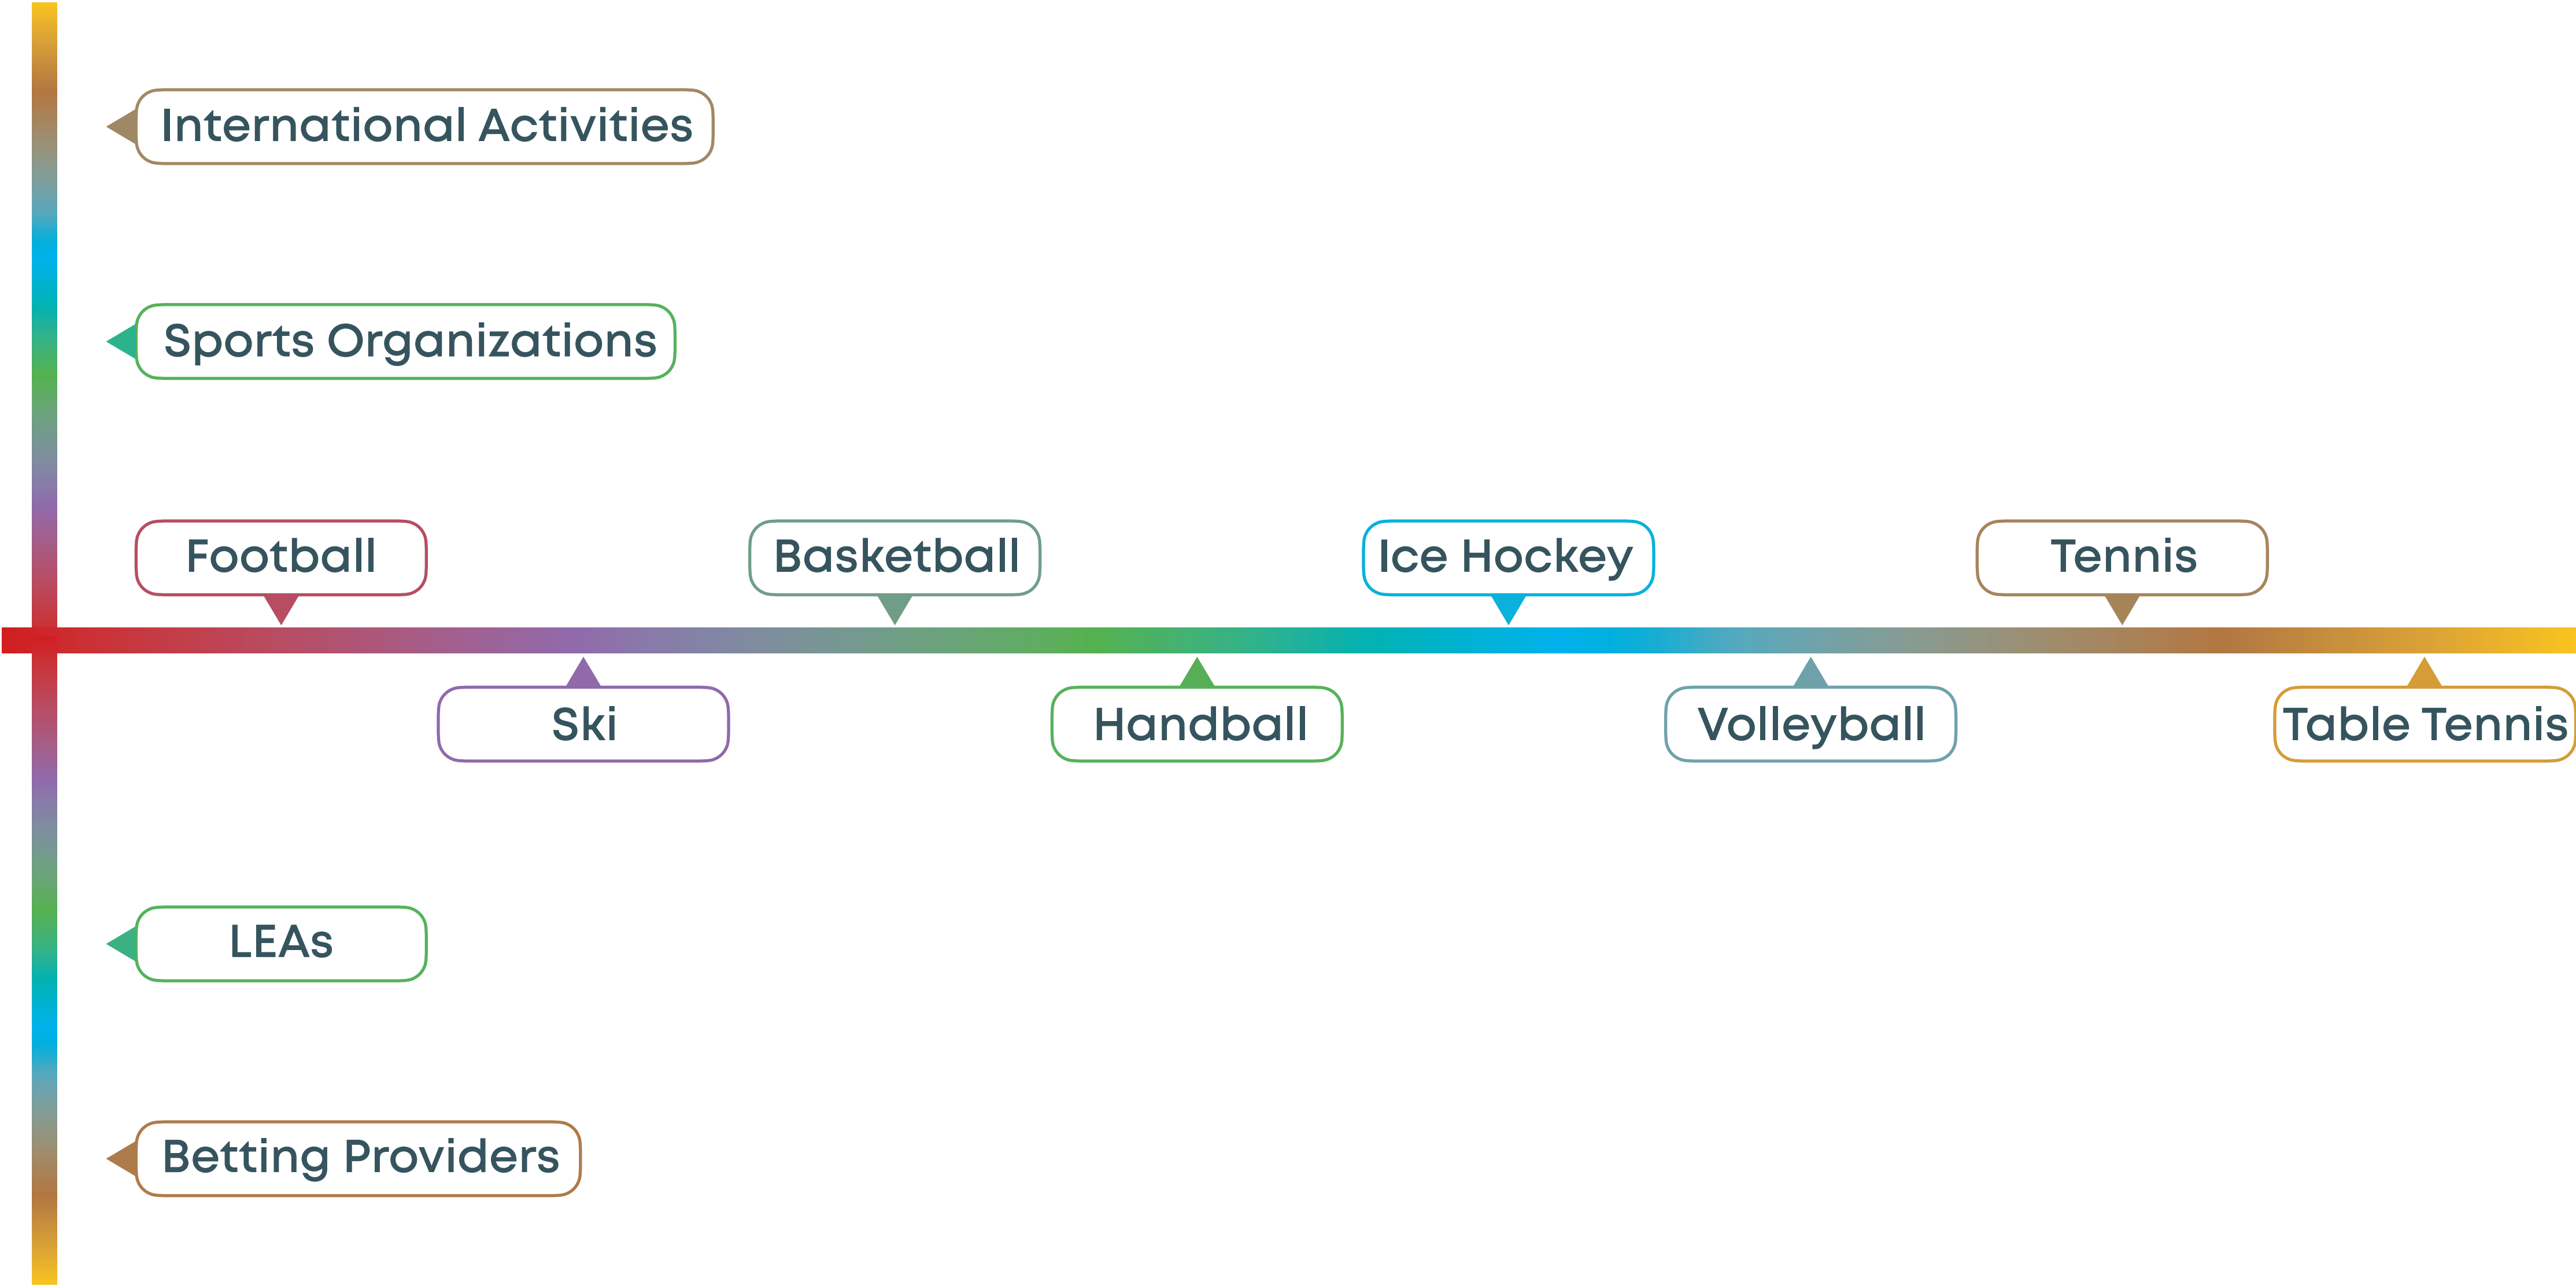 International Activities
Sports Organizations
Football
Basketball
Ice Hockey
Tennis
Ski
Handball
Volleyball
Table Tennis
LEAs
Betting Providers